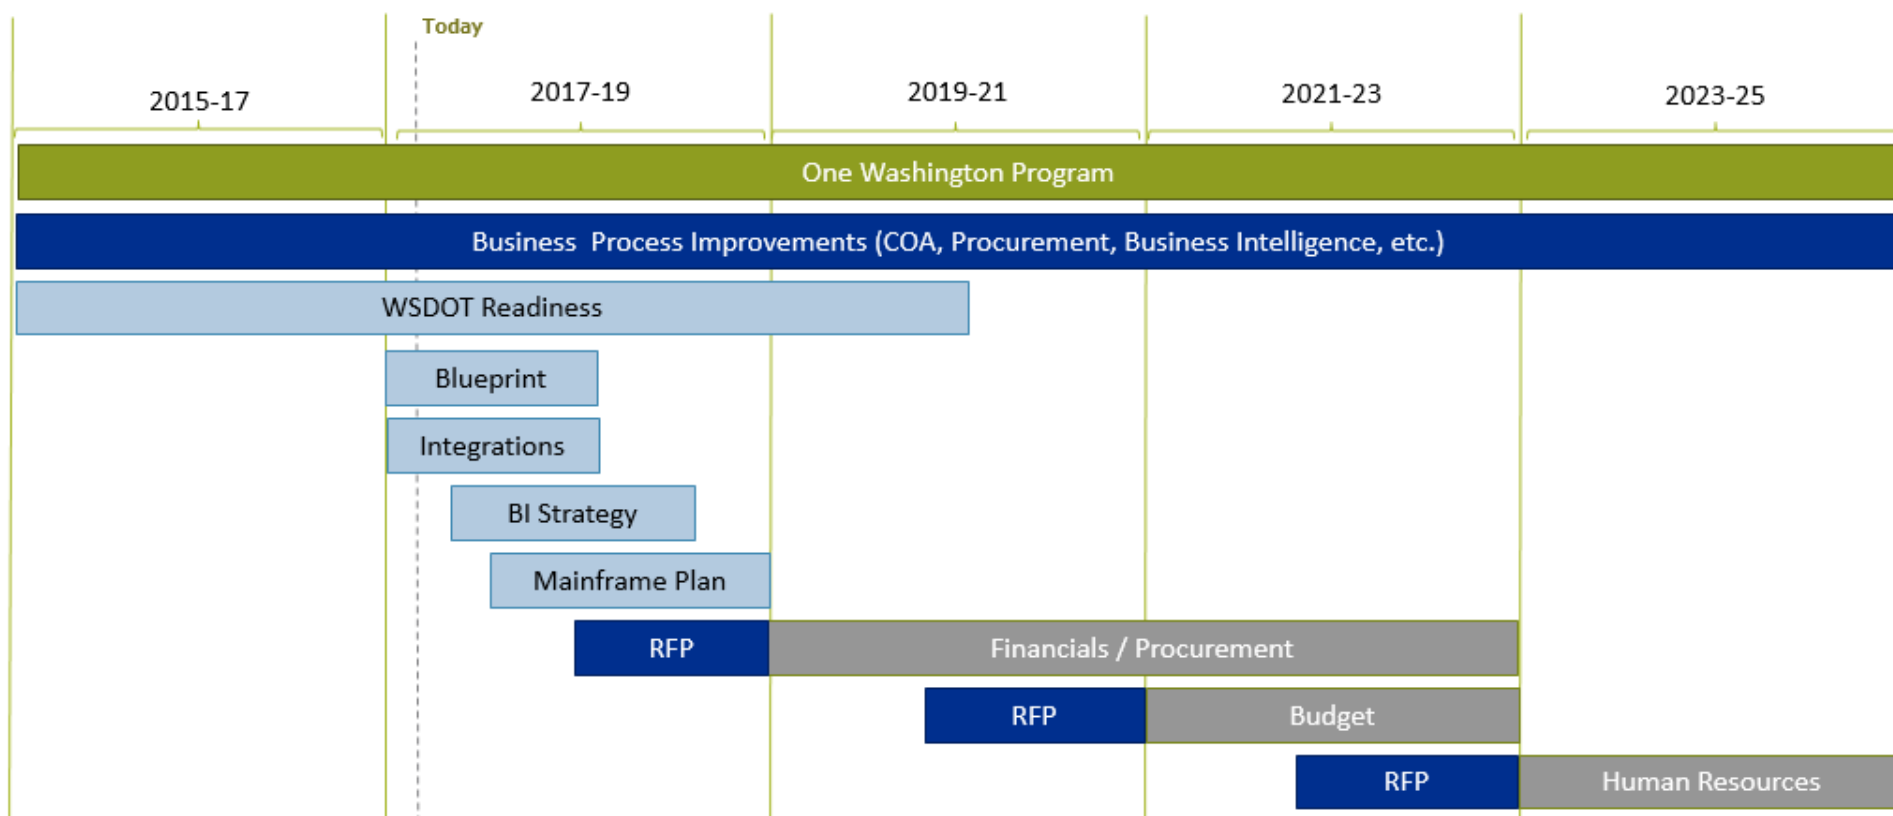 Today
2015-17
2017-19
2019-21
2021-23
2023-25
One Washington Program
Business  Process Improvements (COA, Procurement, Business Intelligence, etc.)
WSDOT Readiness
Blueprint
Integrations
BI Strategy
Mainframe Plan
RFP
Financials / Procurement
RFP
Budget
RFP
Human Resources